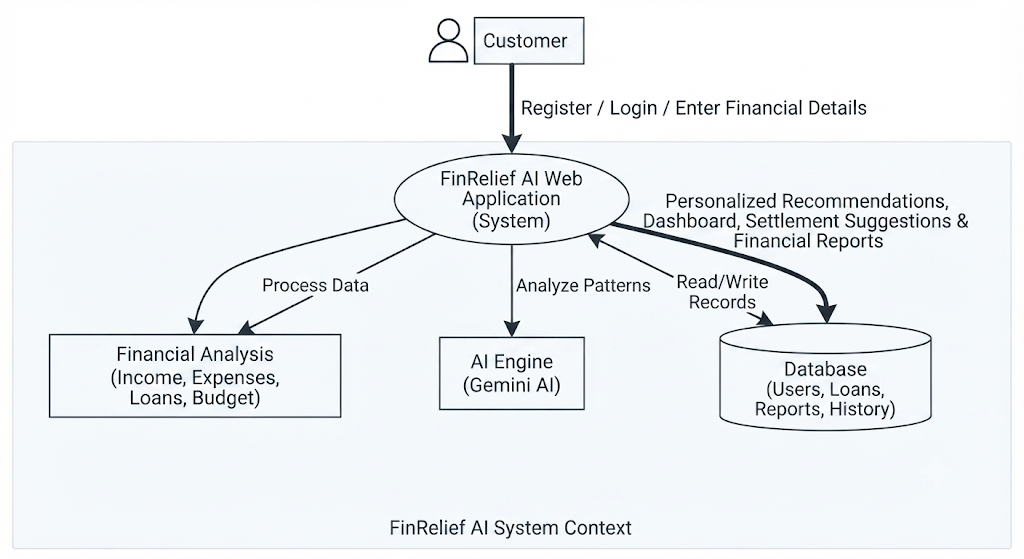 Customer
Register / Login / Enter Financial Details
FinRelief AI Web
Application
(System)
Personalized Recommendations,
Dashboard, Settlement Suggestions &
Financial Reports
Process Data
Analyze Patterns
Read/Write
Records
Financial Analysis
(Income, Expenses,
Loans, Budget)
AI Engine
(Gemini AI)
Database
(Users, Loans,
Reports, History)
FinRelief AI System Context